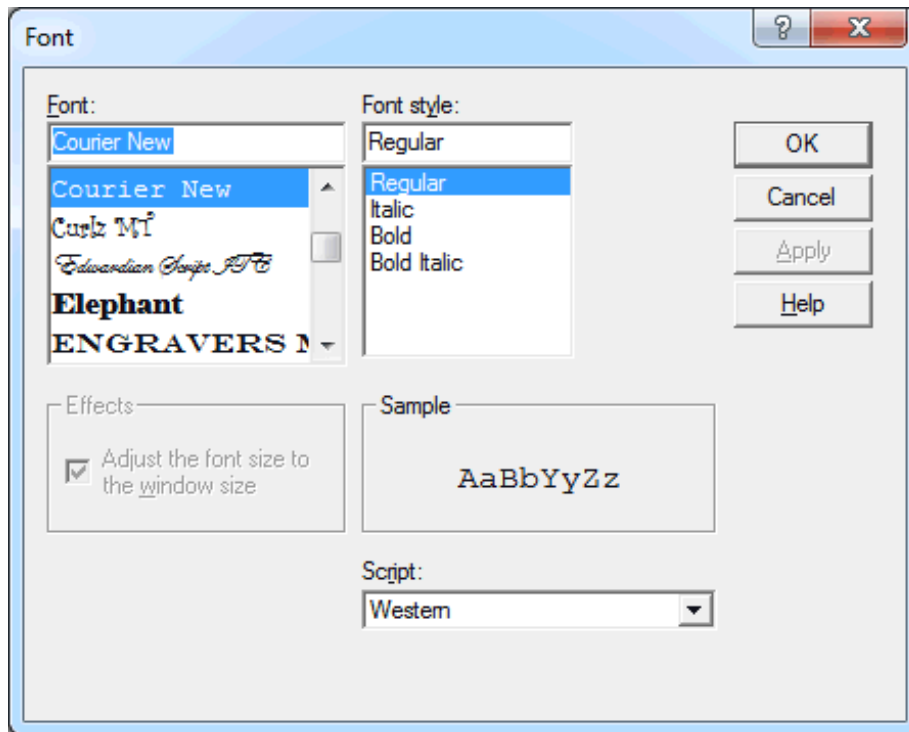 Font
Font:
Courier New
Courier New
Curlz MT
Edwardian Script ITC
Elephant
ENGRAVERS M
Font style:
Regular
Regular
Italic
Bold
Bold Italic
OK
Cancel
Apply
Help
Effects
Adjust the font size to
the window size
Sample
AaBbYyZz
Script:
Western